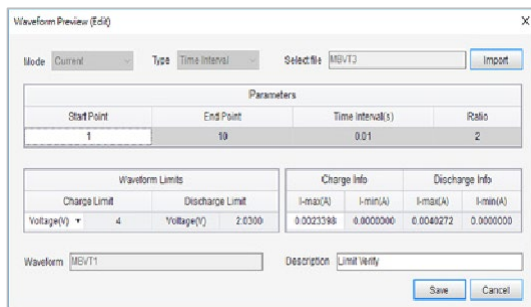 Waveform Preview (Edit) X
Mode Current Type Time Interval Select file MBVT3 Import
Parameters
Start Point End Point Time Interval(s) Ratio
1 10 0.01 2
Waveform Limits Charge Info Discharge Info
Charge Limit Discharge Limit I-max(A) I-min(A) I-max(A) I-min(A)
Voltage(V) 4 Voltage(V) 2.0300 0.0023398 0.0000000 0.0040272 0.0000000
Waveform MBVT1 Description Limit Verify
Save Cancel